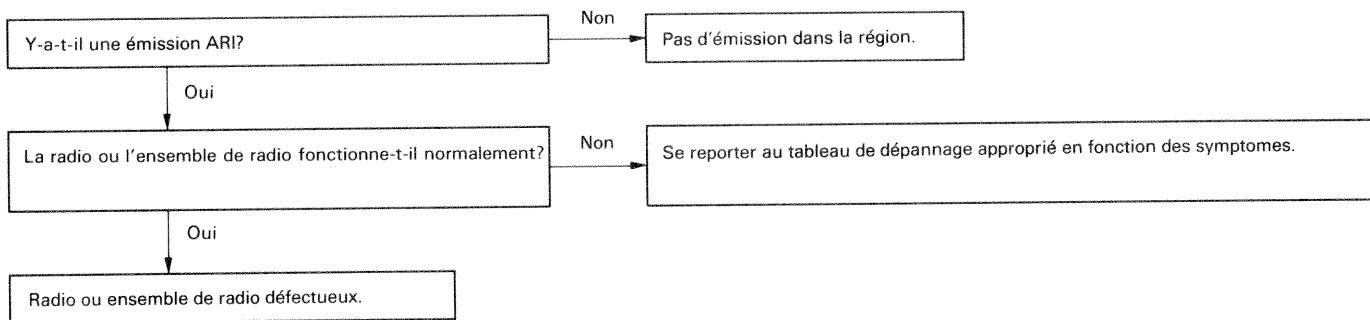 Y-a-t-il une émission ARI?
Non
Pas d'émission dans la région.
Oui
La radio ou l'ensemble de radio fonctionne-t-il normalement?
Non
Se reporter au tableau de dépannage approprié en fonction des symptomes.
Oui
Radio ou ensemble de radio défectueux.